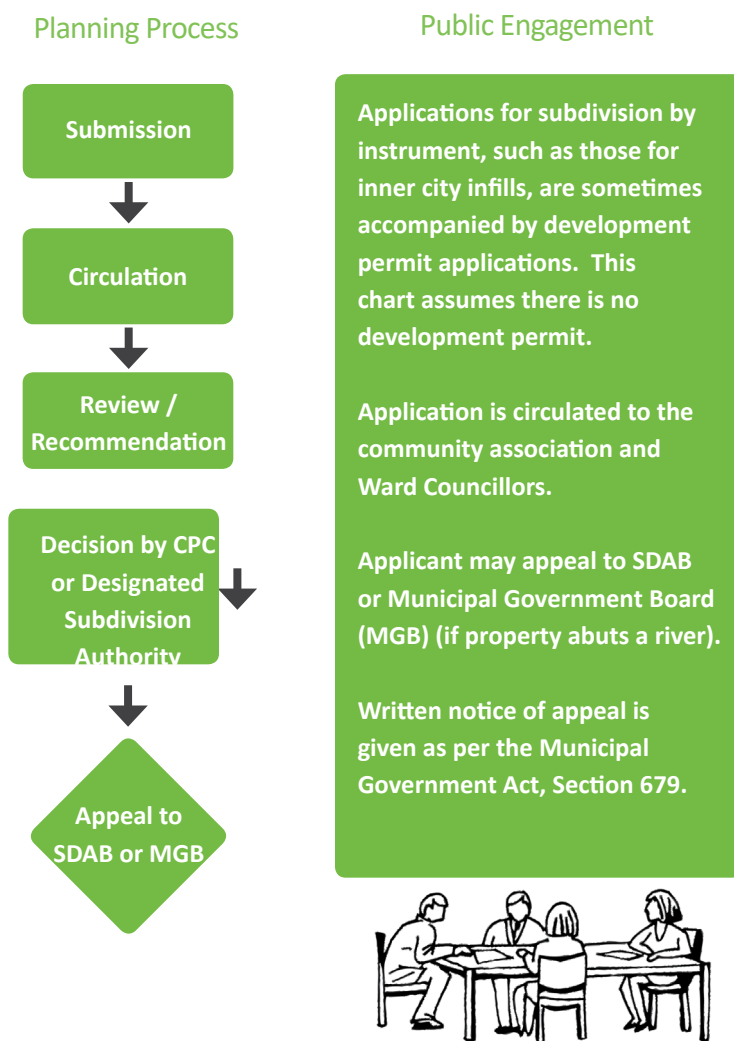 Planning Process
Submission
Circulation
Review /
Recommendation
Decision by CPC
or Designated
Subdivision
Authority
Appeal to
SDAB or MGB
Public Engagement
Applications for subdivision by
instrument, such as those for
inner city infills, are sometimes
accompanied by development
permit applications.  This
chart assumes there is no
development permit.
Application is circulated to the
community association and
Ward Councillors.
Applicant may appeal to SDAB
or Municipal Government Board
(MGB) (if property abuts a river).
Written notice of appeal is
given as per the Municipal
Government Act, Section 679.